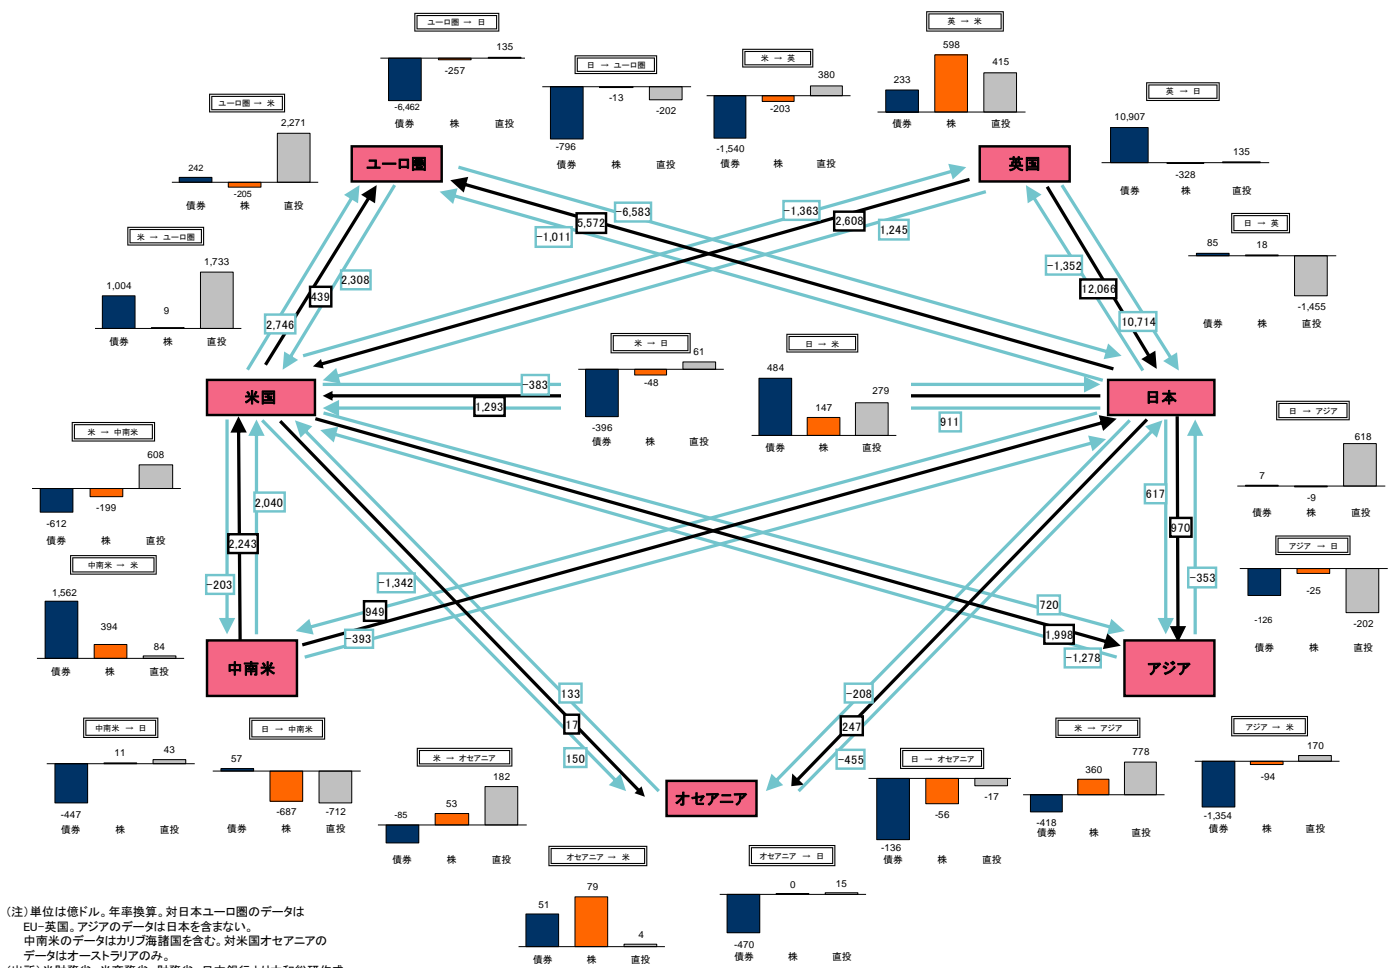 ユーロ圏 → 日
135
-257
-6,462
債券 株 直投
日 → ユーロ圏
-13
-202
-796
債券 株 直投
米 → 英
380
-203
-1,540
債券 株 直投
英 → 米
598
415
233
債券 株 直投
英 → 日
10,907
135
-328
債券 株 直投
ユーロ圏 → 米
2,271
242
-205
債券 株 直投
ユーロ圏
英国
日 → 英
85
18
-1,455
債券 株 直投
米 → ユーロ圏
1,733
1,004
9
債券 株 直投
-6,583
5,572
-1,011
-1,363
2,608
1,245
-1,352
12,066
10,714
2,308
439
2,746
米 → 日
61
-48
-396
債券 株 直投
日 → 米
484
279
147
債券 株 直投
米国
日本
-383
1,293
911
米 → 中南米
608
-199
-612
債券 株 直投
日 → アジア
618
7
-9
債券 株 直投
2,040
2,243
-203
617
970
-353
中南米 → 米
1,562
394
84
債券 株 直投
アジア → 日
-25
-126
-202
債券 株 直投
-1,342
949
-393
720
1,998
-1,278
中南米
アジア
133
17
150
-208
247
-455
中南米 → 日
11
43
-447
債券 株 直投
日 → 中南米
57
-687
-712
債券 株 直投
米 → オセアニア
182
53
-85
債券 株 直投
オセアニア
日 → オセアニア
-17
-56
-136
債券 株 直投
米 → アジア
778
360
-418
債券 株 直投
アジア → 米
170
-94
-1,354
債券 株 直投
オセアニア → 米
79
51
4
債券 株 直投
オセアニア → 日
0
15
-470
債券 株 直投
(注)単位は億ドル。年率換算。対日本ユーロ圏のデータは
EU-英国。アジアのデータは日本を含まない。
中南米のデータはカリブ海諸国を含む。対米国オセアニアの
データはオーストラリアのみ。